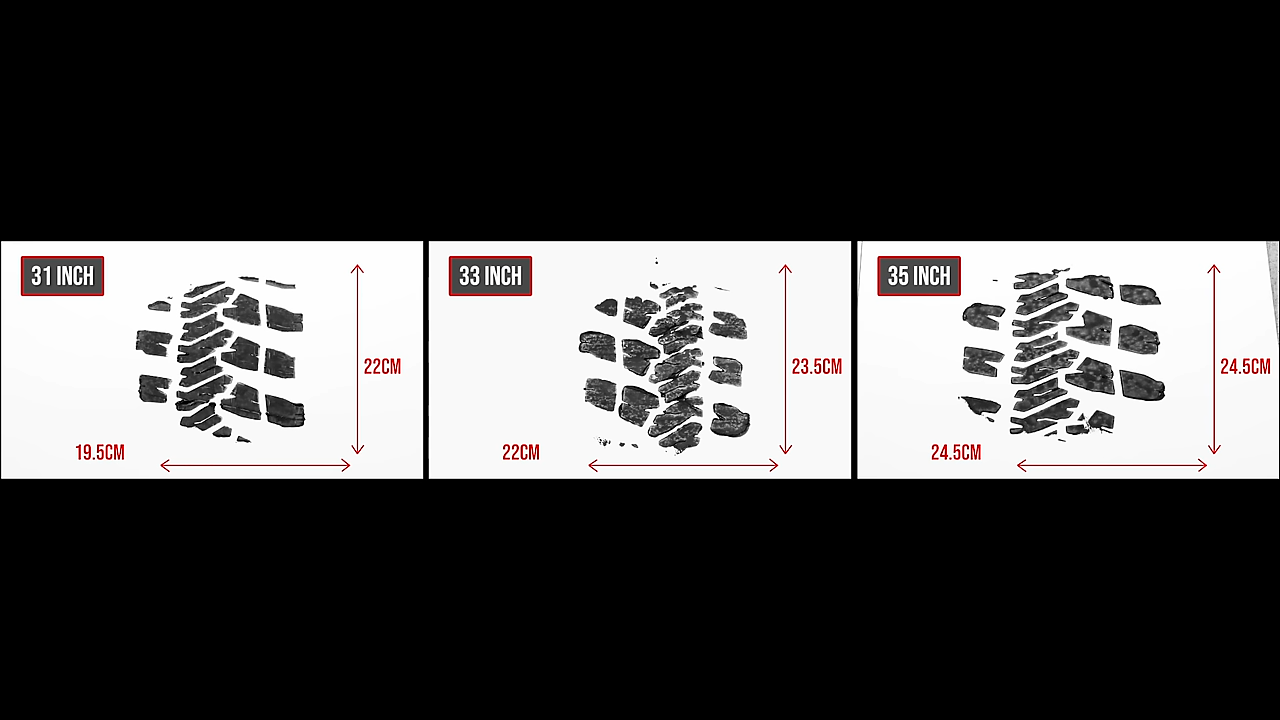 31 INCH
22CM
19.5CM
33 INCH
23.5CM
22CM
35 INCH
24.5CM
24.5CM